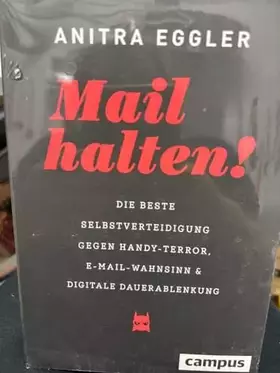 ANITRA EGGLER
Mail
halten!
DIE BESTE
SELBSTVERTEIDIGUNG
GEGEN HANDY-TERROR,
E-MAIL-WAHNSINN &
DIGITALE DAUERABLENKUNG
campus